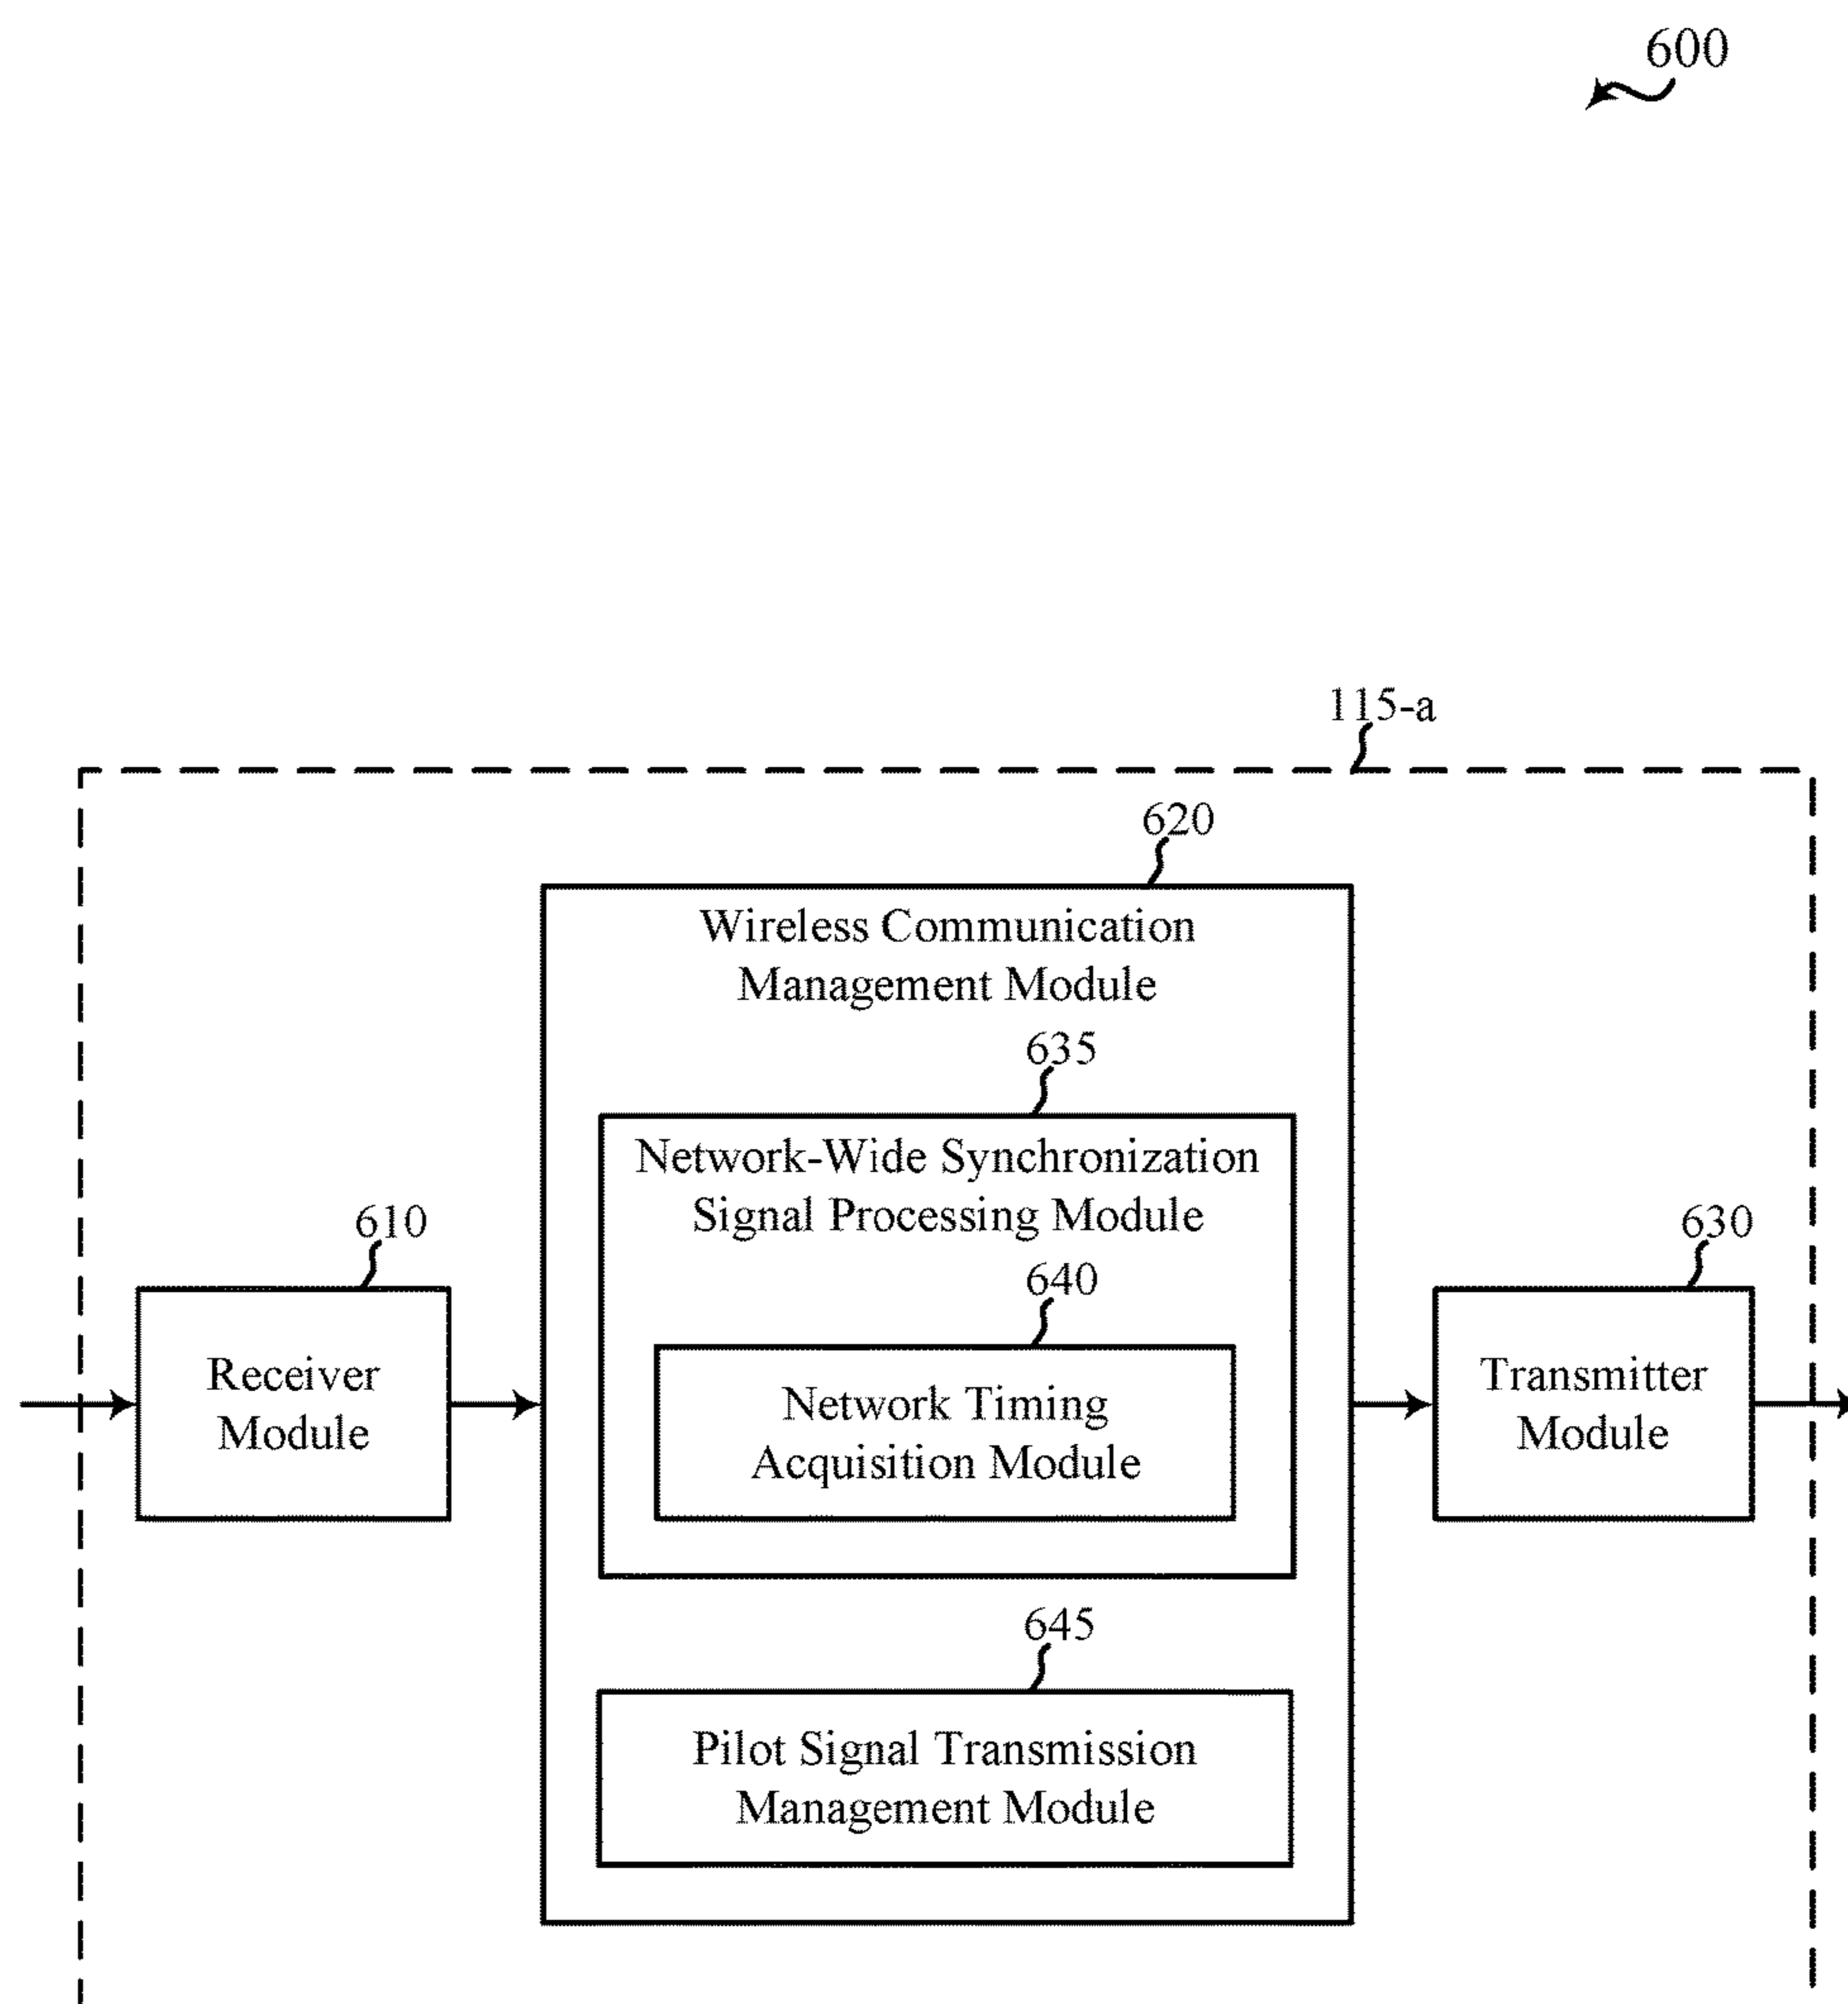 600
115-a
620
Wireless Communication
Management Module
635
Network-Wide Synchronization
Signal Processing Module
610
630
640
Receiver
Module
Network Timing
Acquisition Module
Transmitter
Module
645
Pilot Signal Transmission
Management Module